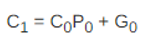 C₁ = C₀P₀ + G₀